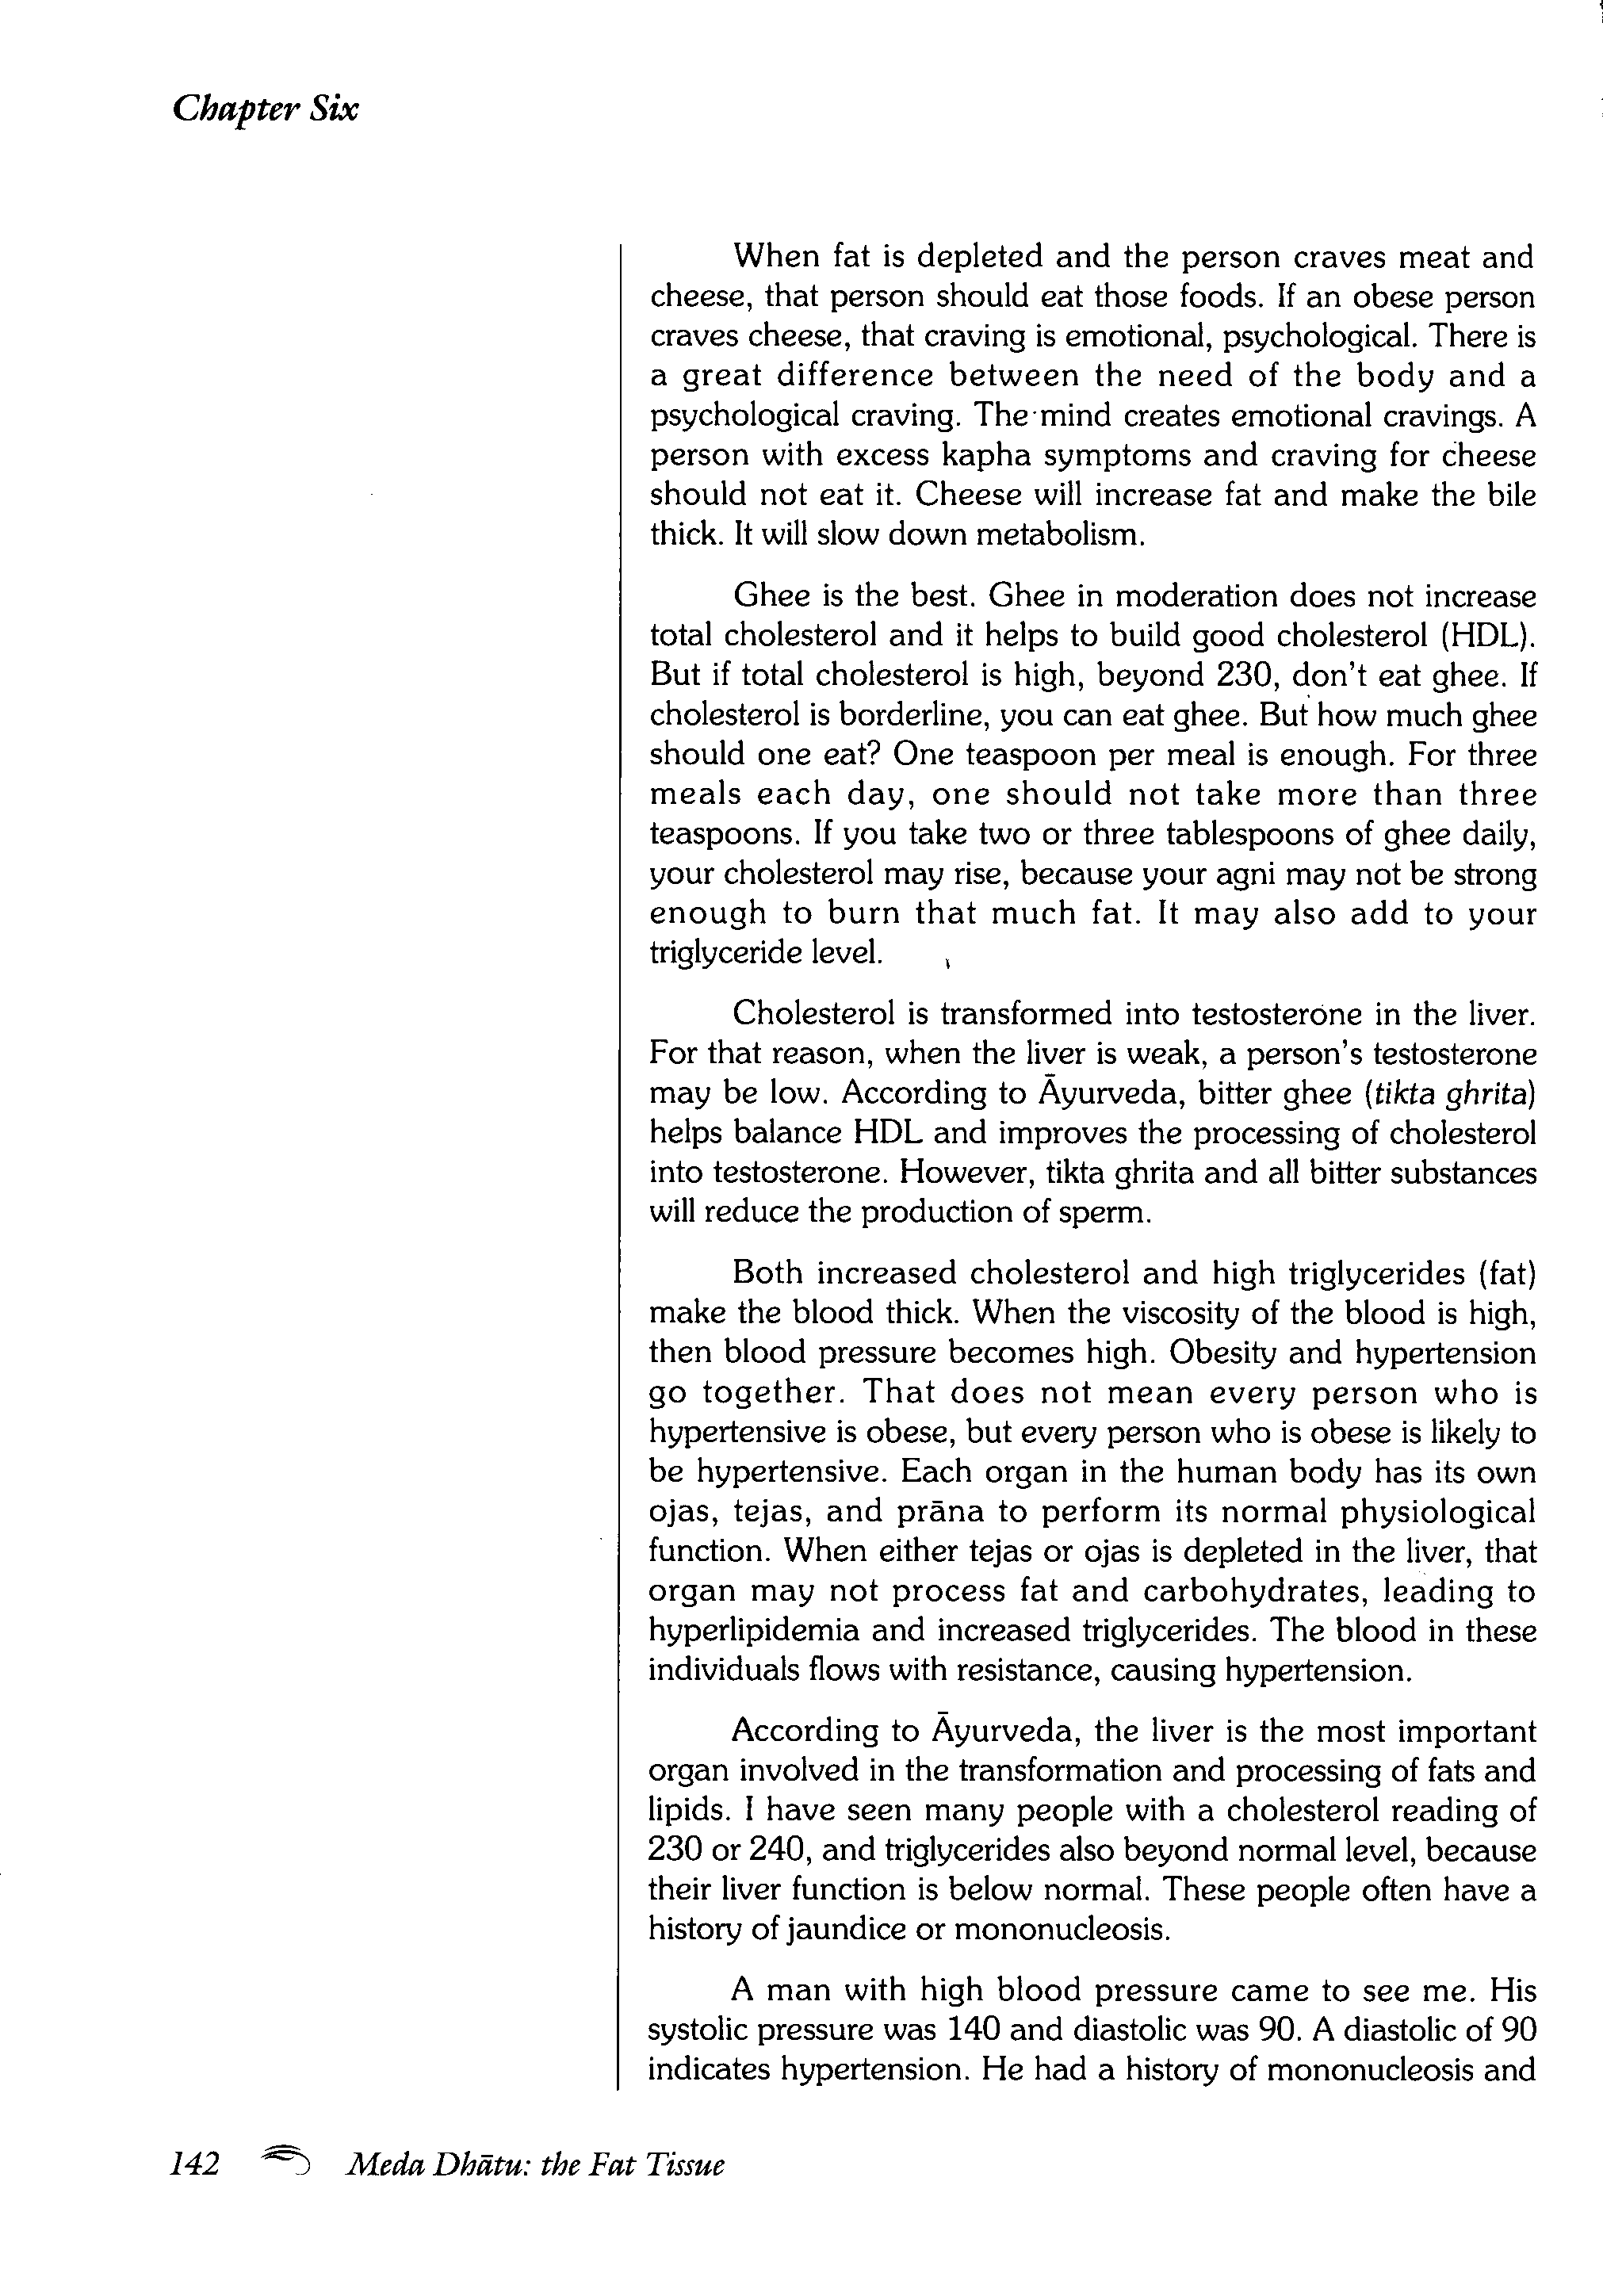 Chapter Six
When fat is depleted and the person craves meat and
cheese, that person should eat those foods. If an obese person
craves cheese, that craving is emotional, psychological. There is
a great difference between the need of the body and a
psychological craving. The mind creates emotional cravings. A
person with excess kapha symptoms and craving for cheese
should not eat it. Cheese will increase fat and make the bile
thick. It will slow down metabolism.
Ghee is the best. Ghee in moderation does not increase
total cholesterol and it helps to build good cholesterol (HDL).
But if total cholesterol is high, beyond 230, don't eat ghee. If
cholesterol is borderline, you can eat ghee. But how much ghee
should one eat? One teaspoon per meal is enough. For three
meals each day, one should not take more than three
teaspoons. If you take two or three tablespoons of ghee daily,
your cholesterol may rise, because your agni may not be strong
enough to burn that much fat. It may also add to your
triglyceride level.
Cholesterol is transformed into testosterone in the liver.
For that reason, when the liver is weak, a person's testosterone
may be low. According to Āyurveda, bitter ghee (tikta ghrita)
helps balance HDL and improves the processing of cholesterol
into testosterone. However, tikta ghrita and all bitter substances
will reduce the production of sperm.
Both increased cholesterol and high triglycerides (fat)
make the blood thick. When the viscosity of the blood is high,
then blood pressure becomes high. Obesity and hypertension
go together. That does not mean every person who is
hypertensive is obese, but every person who is obese is likely to
be hypertensive. Each organ in the human body has its own
ojas, tejas, and prāna to perform its normal physiological
function. When either tejas or ojas is depleted in the liver, that
organ may not process fat and carbohydrates, leading to
hyperlipidemia and increased triglycerides. The blood in these
individuals flows with resistance, causing hypertension.
According to Āyurveda, the liver is the most important
organ involved in the transformation and processing of fats and
lipids. I have seen many people with a cholesterol reading of
230 or 240, and triglycerides also beyond normal level, because
their liver function is below normal. These people often have a
history of jaundice or mononucleosis.
A man with high blood pressure came to see me. His
systolic pressure was 140 and diastolic was 90. A diastolic of 90
indicates hypertension. He had a history of mononucleosis and
142 Meda Dhātu: the Fat Tissue